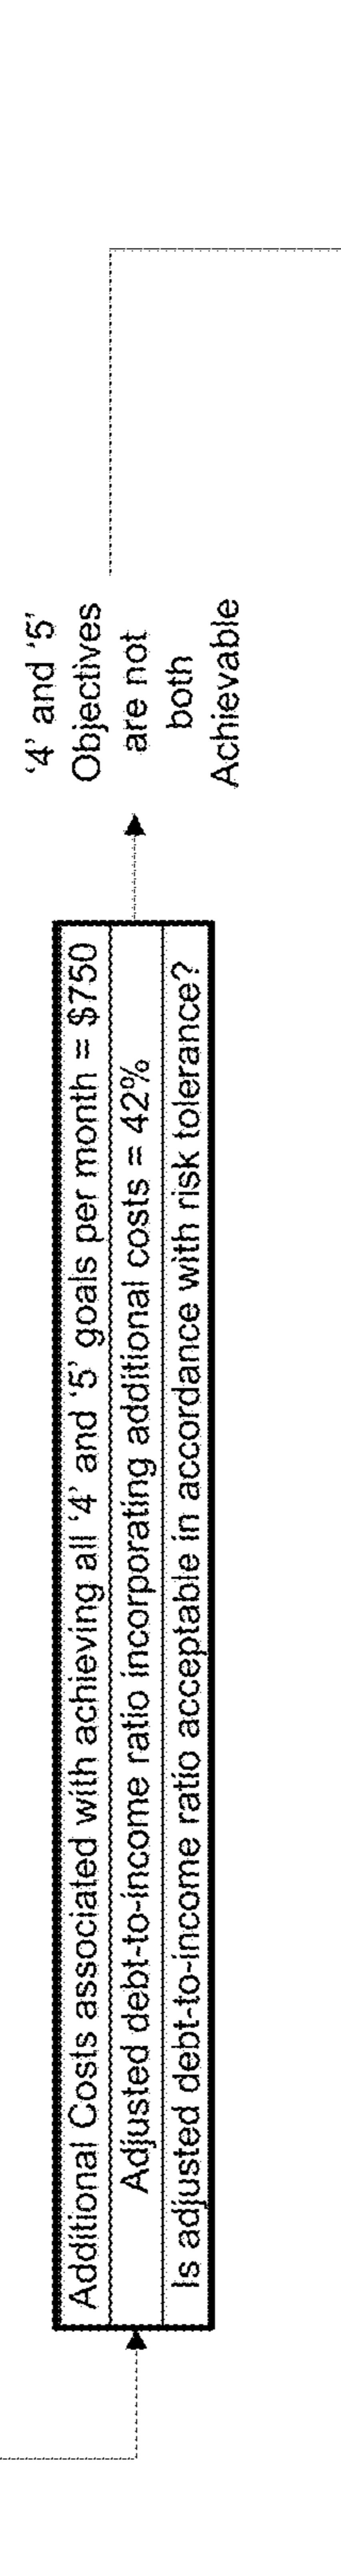 Additional Costs associated with achieving all ‘4’ and ‘5’ goals per month = $750
Adjusted debt-to-income ratio incorporating additional costs = 42%
Is adjusted debt-to-income ratio acceptable in accordance with risk tolerance?
‘4’ and ‘5’
Objectives
are not
both
Achievable